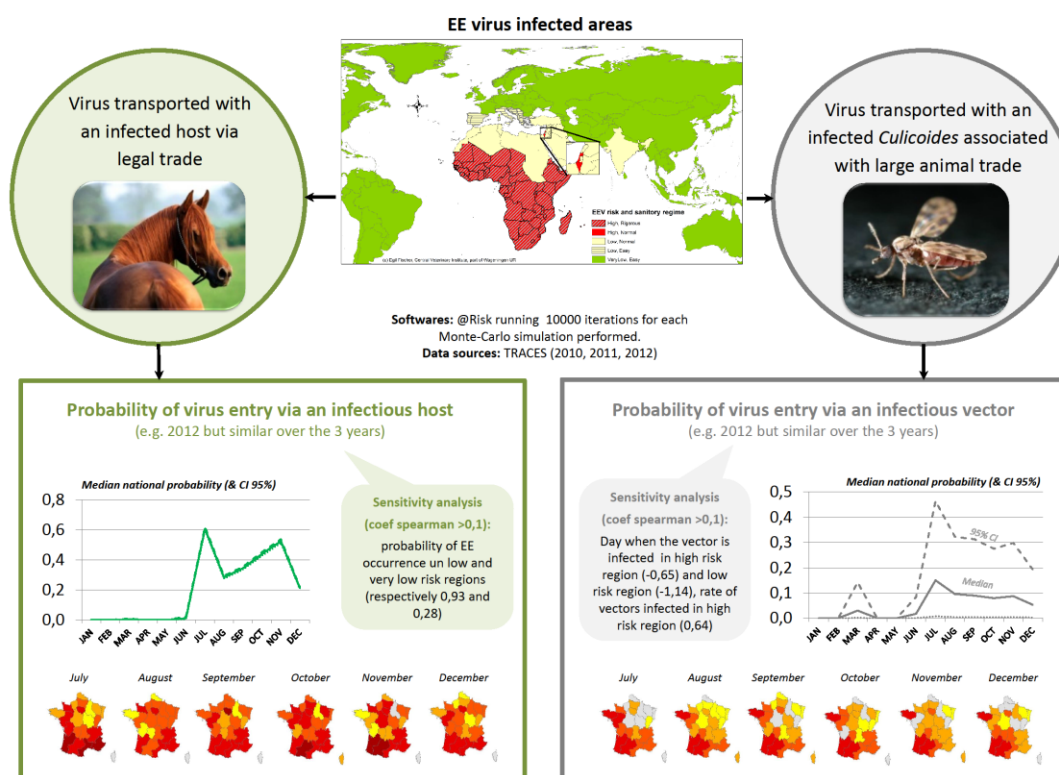 EE virus infected areas
Virus transported with
an infected host via
legal trade
EEV risk and sanitary regime
High, Rigorous
High, Normal
Low, Normal
Low, Easy
Very Low, Easy
Virus transported with an
infected Culicoides associated
with large animal trade
Softwares: @Risk running 10000 iterations for each
Monte-Carlo simulation performed.
Data sources: TRACES (2010, 2011, 2012)
Probability of virus entry via an infectious host
(e.g. 2012 but similar over the 3 years)
Median national probability (& CI 95%)
0,8
0,6
0,4
0,2
0,0
JAN
FEB
MAR
APR
MAY
JUN
JUL
AUG
SEP
OCT
NOV
DEC
Sensitivity analysis
(coef spearman >0,1):
probability of EE
occurrence un low and
very low risk regions
(respectively 0,93 and
0,28)
July
August
September
October
November
December
Probability of virus entry via an infectious vector
(e.g. 2012 but similar over the 3 years)
Sensitivity analysis
(coef spearman >0,1):
Day when the vector is
infected in high risk
region (-0,65) and low
risk region (-1,14), rate of
vectors infected in high
risk region (0,64)
Median national probability (& CI 95%)
0,5
0,4
0,3
0,2
0,1
0,0
95% CI
Median
JAN
FEB
MAR
APR
MAY
JUN
JUL
AUG
SEP
OCT
NOV
DEC
July
August
September
October
November
December